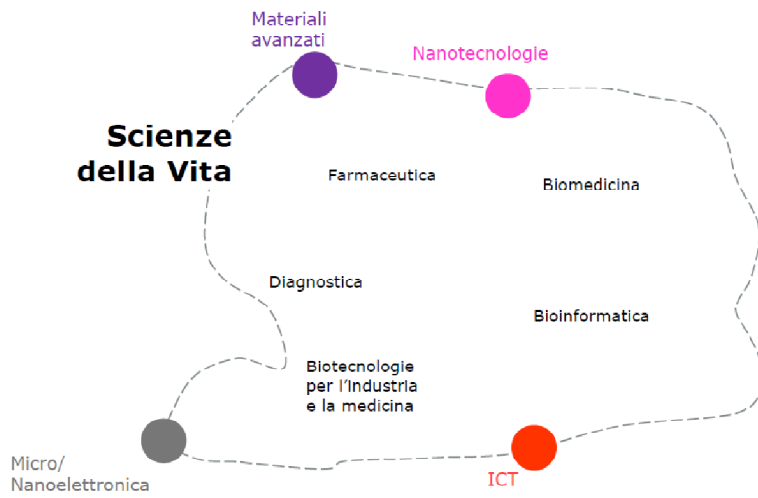 Materiali
avanzati
Nanotecnologie
Scienze
della Vita
Farmaceutica
Biomedicina
Diagnostica
Bioinformatica
Biotecnologie
per l'Industria
e la medicina
Micro/
Nanoelettronica
ICT